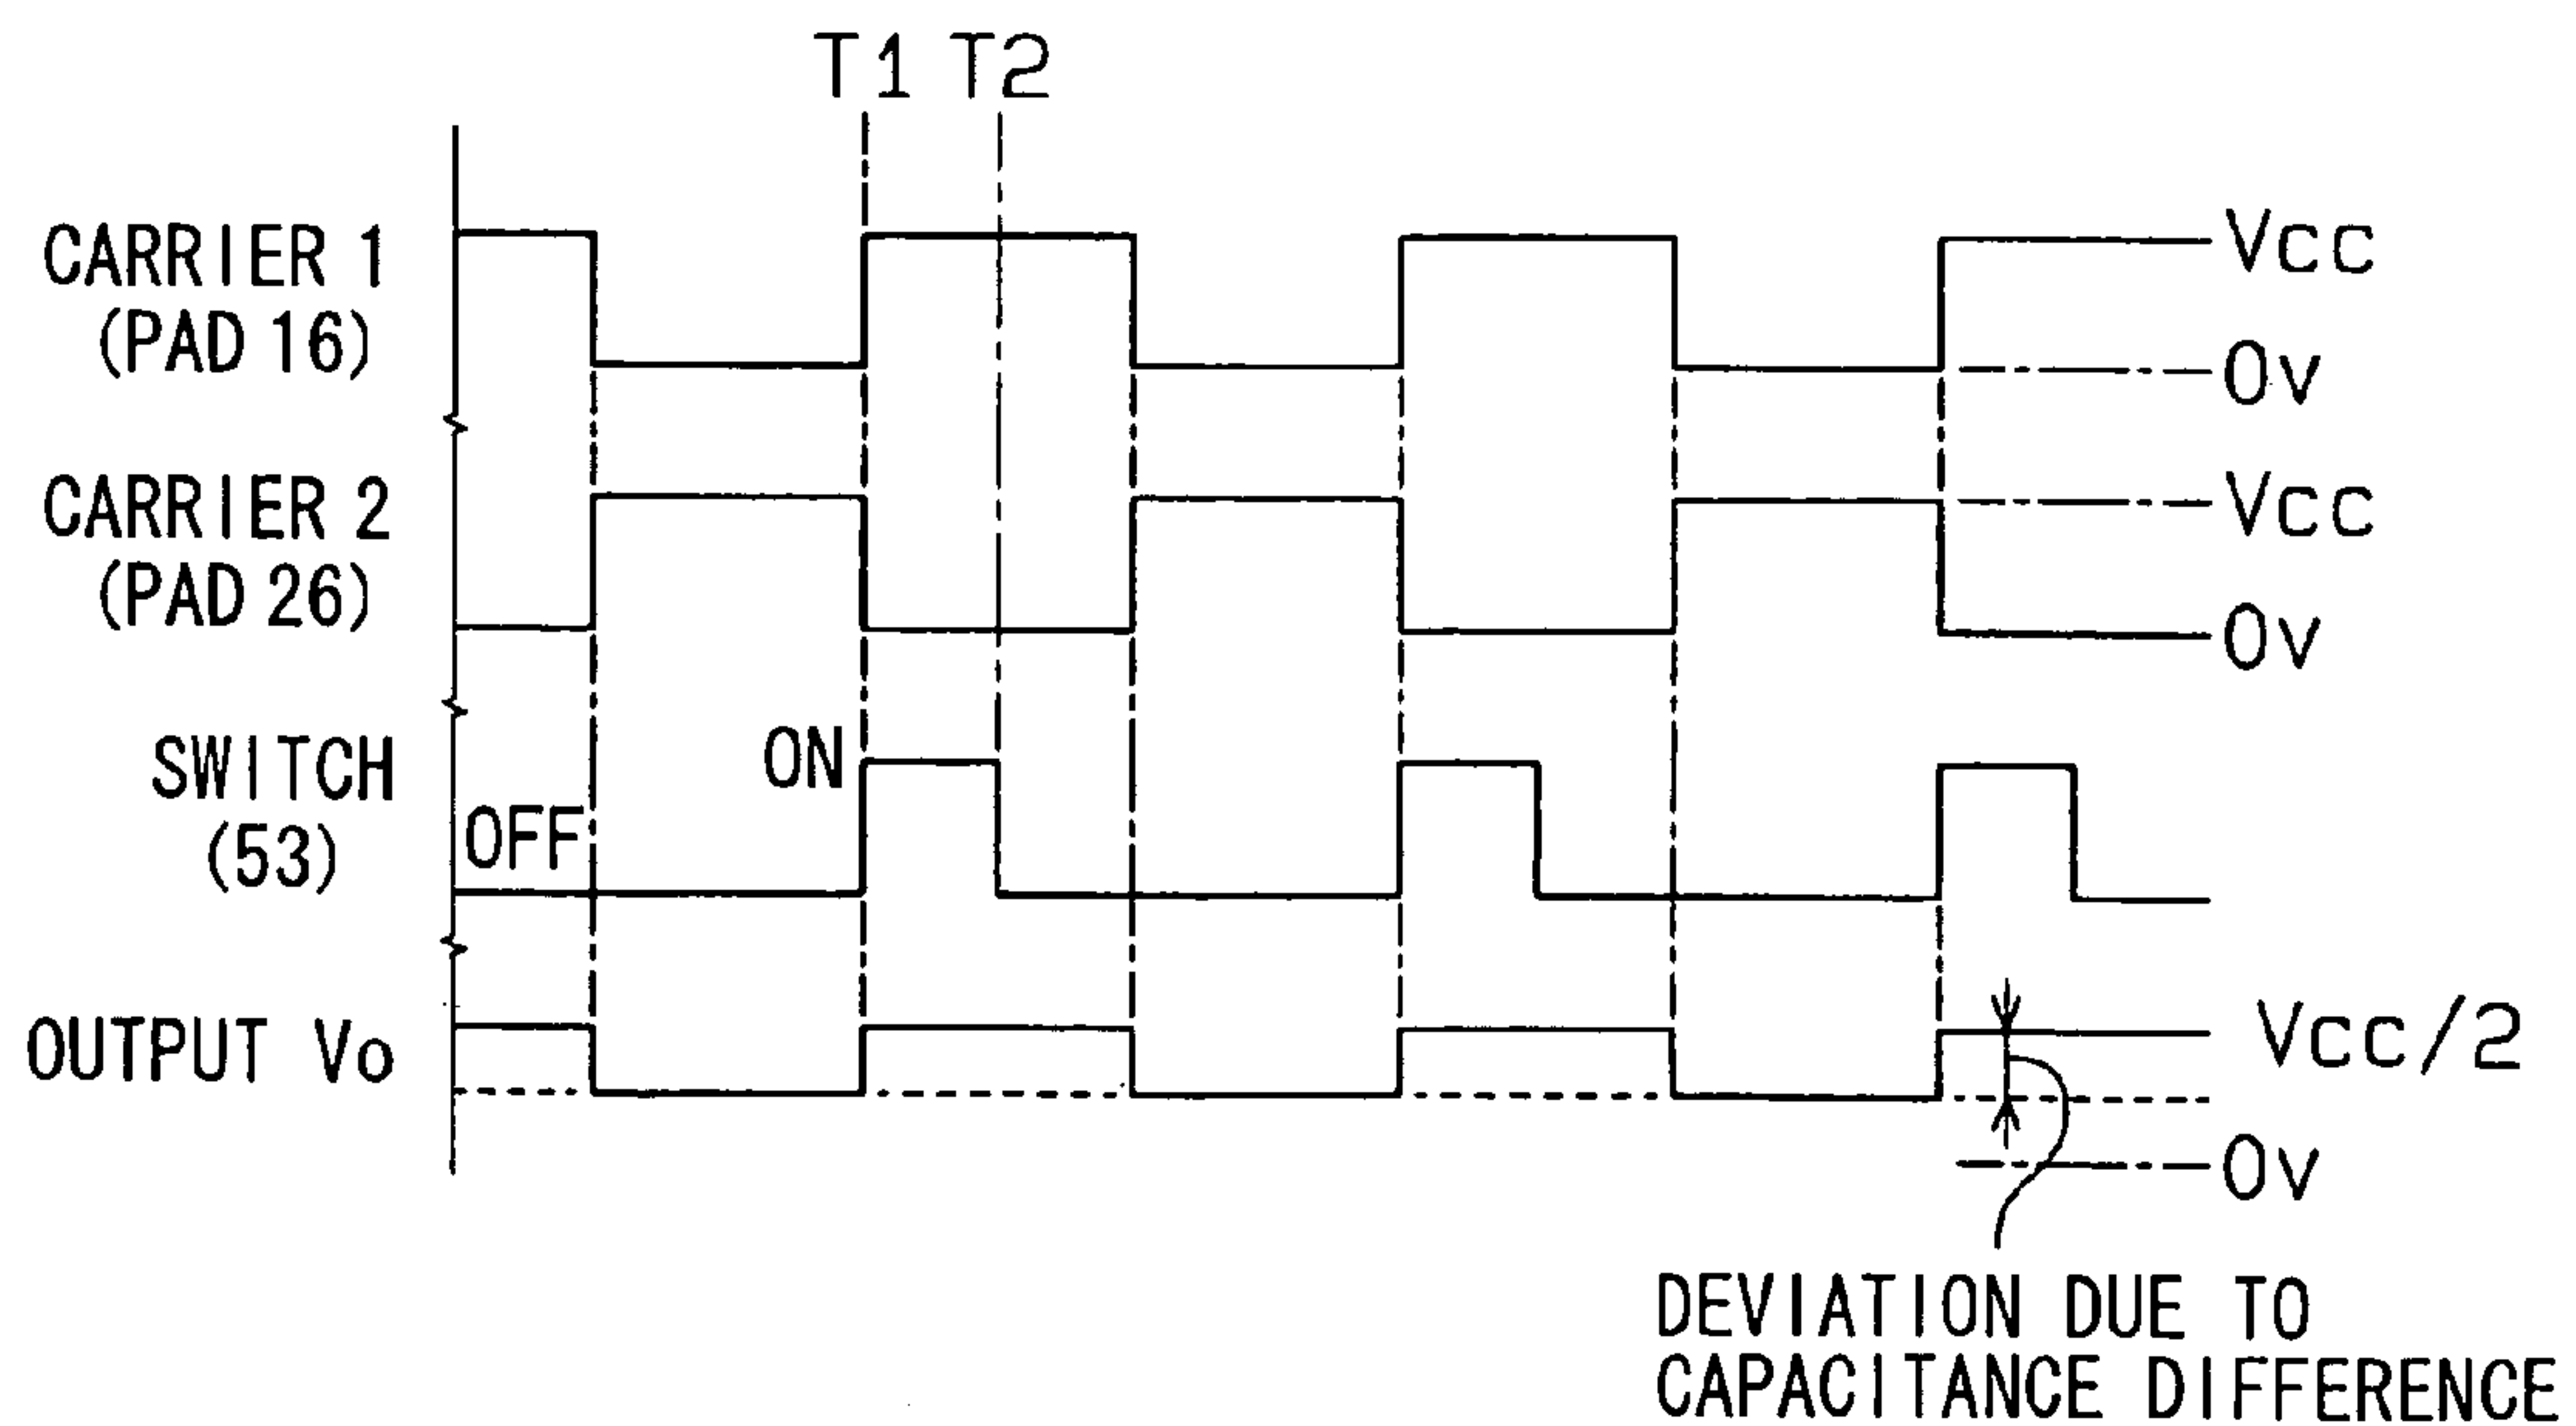 T1 T2
CARRIER 1
(PAD 16)
Vcc
0v
CARRIER 2
(PAD 26)
Vcc
0v
SWITCH
(53)
OFF
ON
OUTPUT Vo
Vcc/2
0v
DEVIATION DUE TO
CAPACITANCE DIFFERENCE